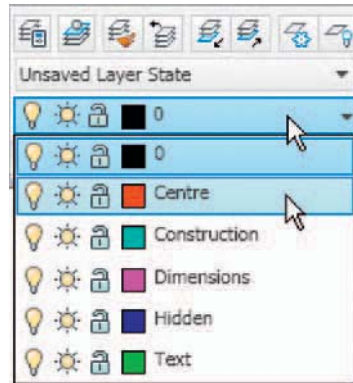 Unsaved Layer State
0
0
Centre
Construction
Dimensions
Hidden
Text